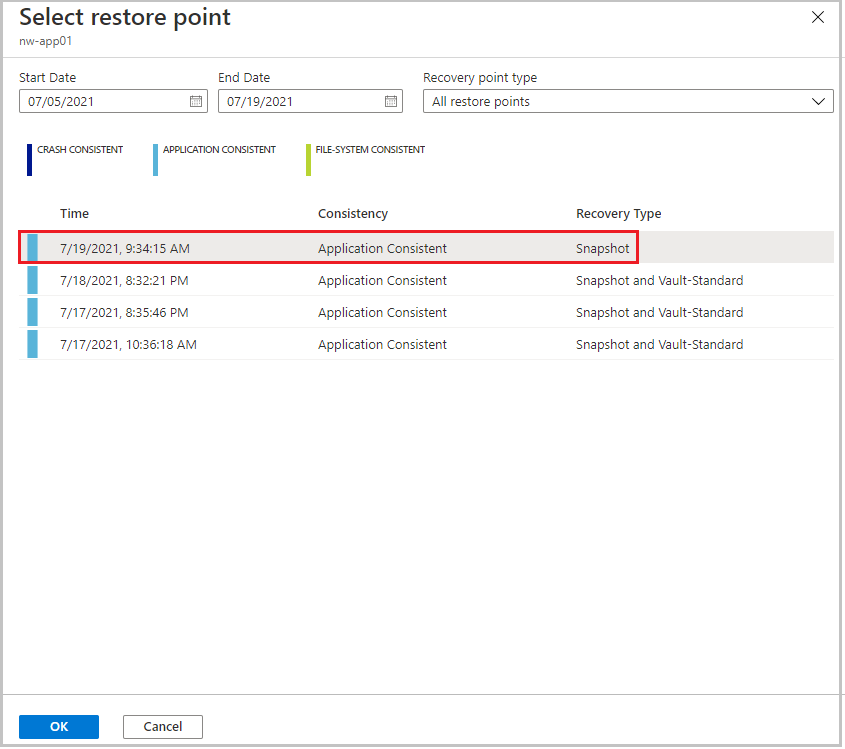 Select restore point
nw-app01
Start Date End Date Recovery point type
07/05/2021 07/19/2021 All restore points
CRASH CONSISTENT APPLICATION CONSISTENT FILE-SYSTEM CONSISTENT
Time Consistency Recovery Type
7/19/2021, 9:34:15 AM Application Consistent Snapshot
7/18/2021, 8:32:21 PM Application Consistent Snapshot and Vault-Standard
7/17/2021, 8:35:46 PM Application Consistent Snapshot and Vault-Standard
7/17/2021, 10:36:18 AM Application Consistent Snapshot and Vault-Standard
OK Cancel